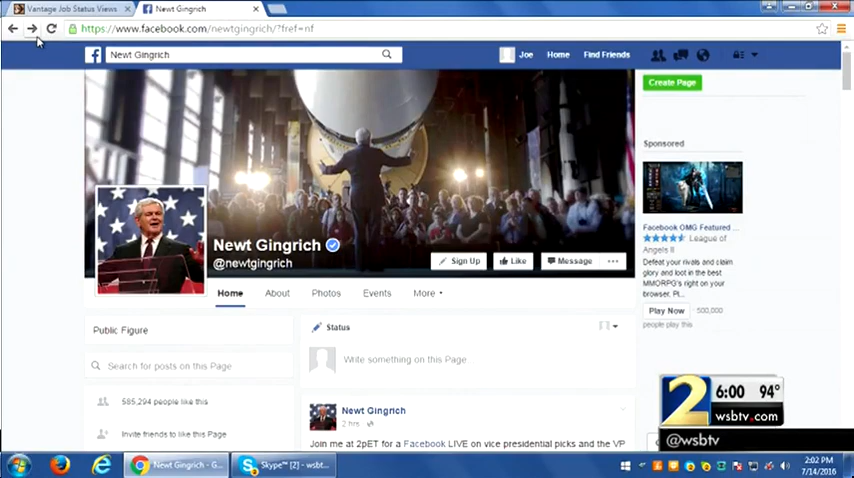 Vantage Job Status Views
Newt Gingrich
https://www.facebook.com/newtgingrich/?fref=nf
Newt Gingrich
Joe Home Find Friends
Create Page
Sponsored
Newt Gingrich
@newtgingrich
Sign Up Like Message ...
Home About Photos Events More
Facebook OMG Featured ...
League of
Angels II
Defeat your rivals and claim
glory and loot in the best
MMORPG's right on your
browser, Pl...
Play Now 500,000
people play this
Public Figure
Search for posts on this Page
585,294 people like this
Invite friends to like this Page
Status
Write something on this Page
Newt Gingrich
2 hrs
Join me at 2pET for a Facebook LIVE on vice presidential picks and the VP
2 6:00 94°
wsbtv.com
@wsbtv
Newt Gingrich - G...
Skype™ [2] - wsbt...
2:02 PM
7/14/2016